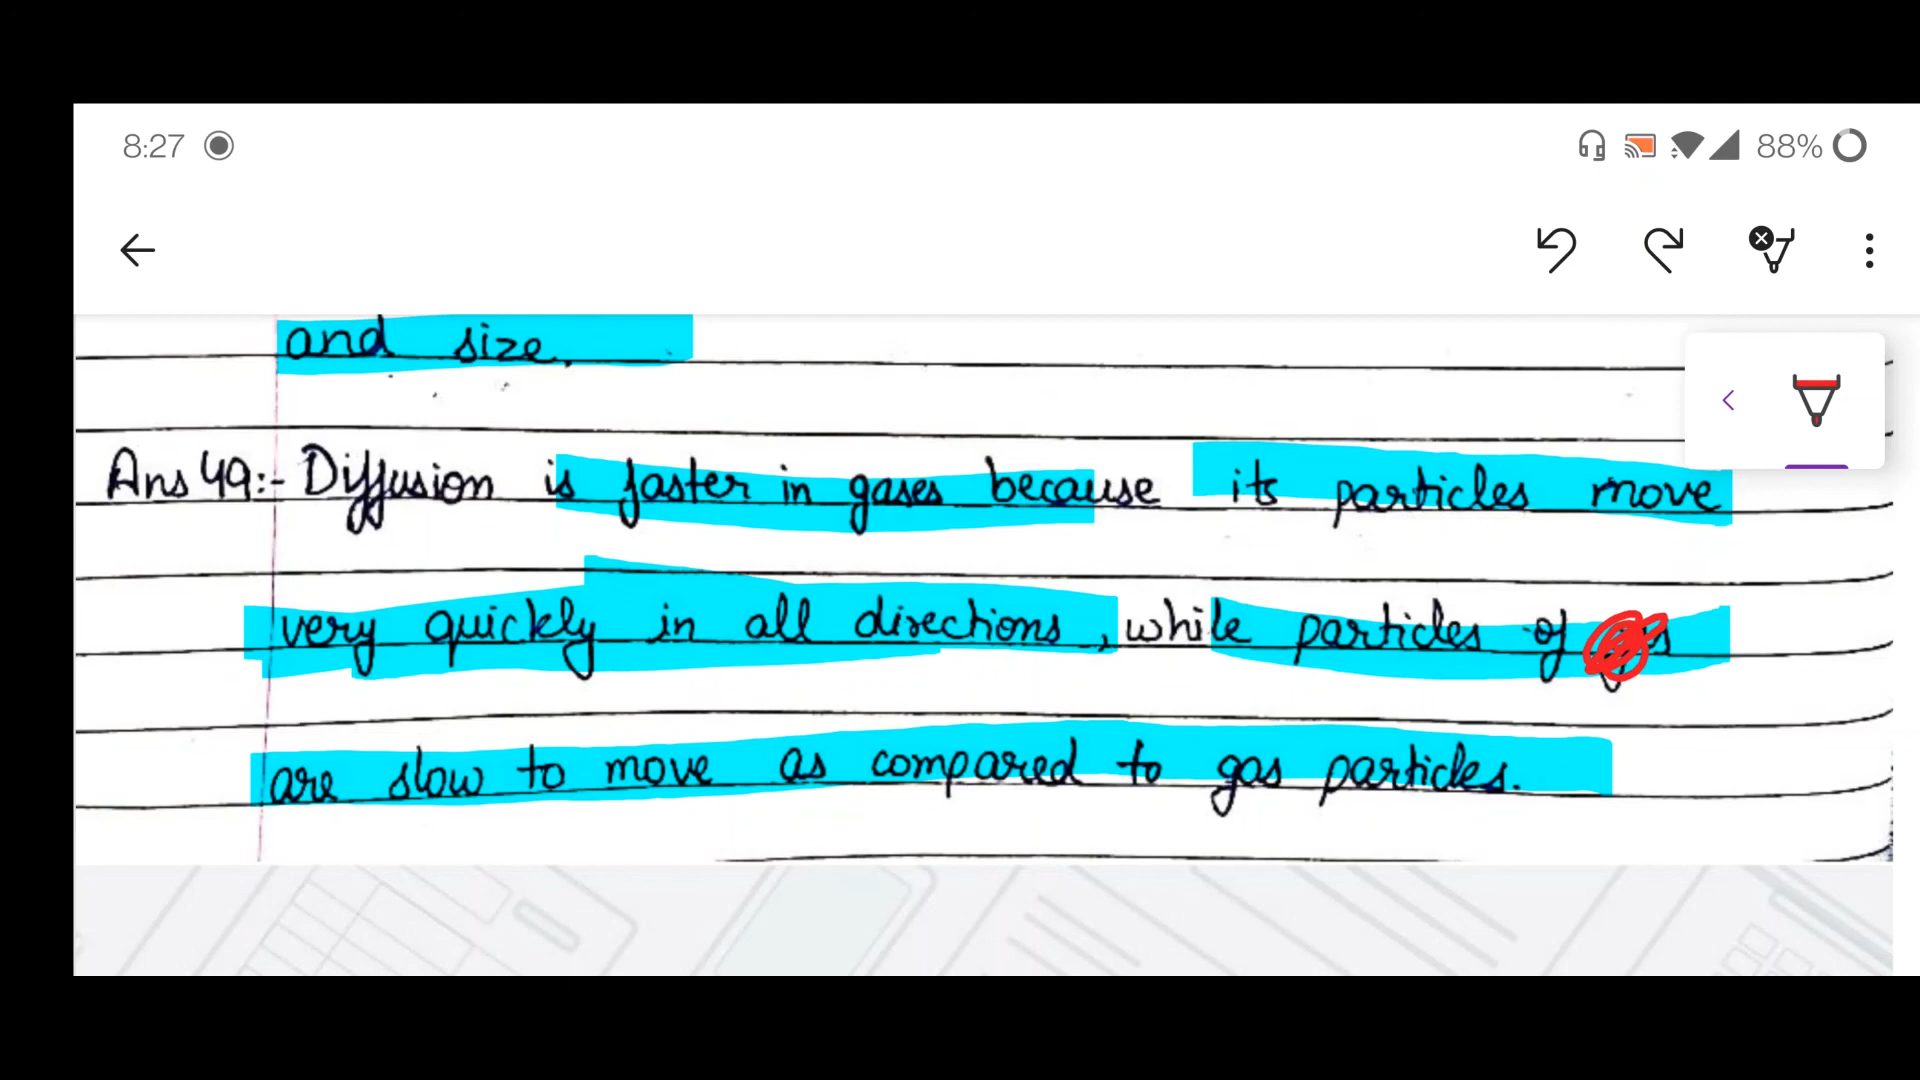 8:27
88%
and size.
Ans 49:- Diffusion is faster in gases because its particles move
very quickly in all directions, while particles of
are slow to move as compared to gas particles.